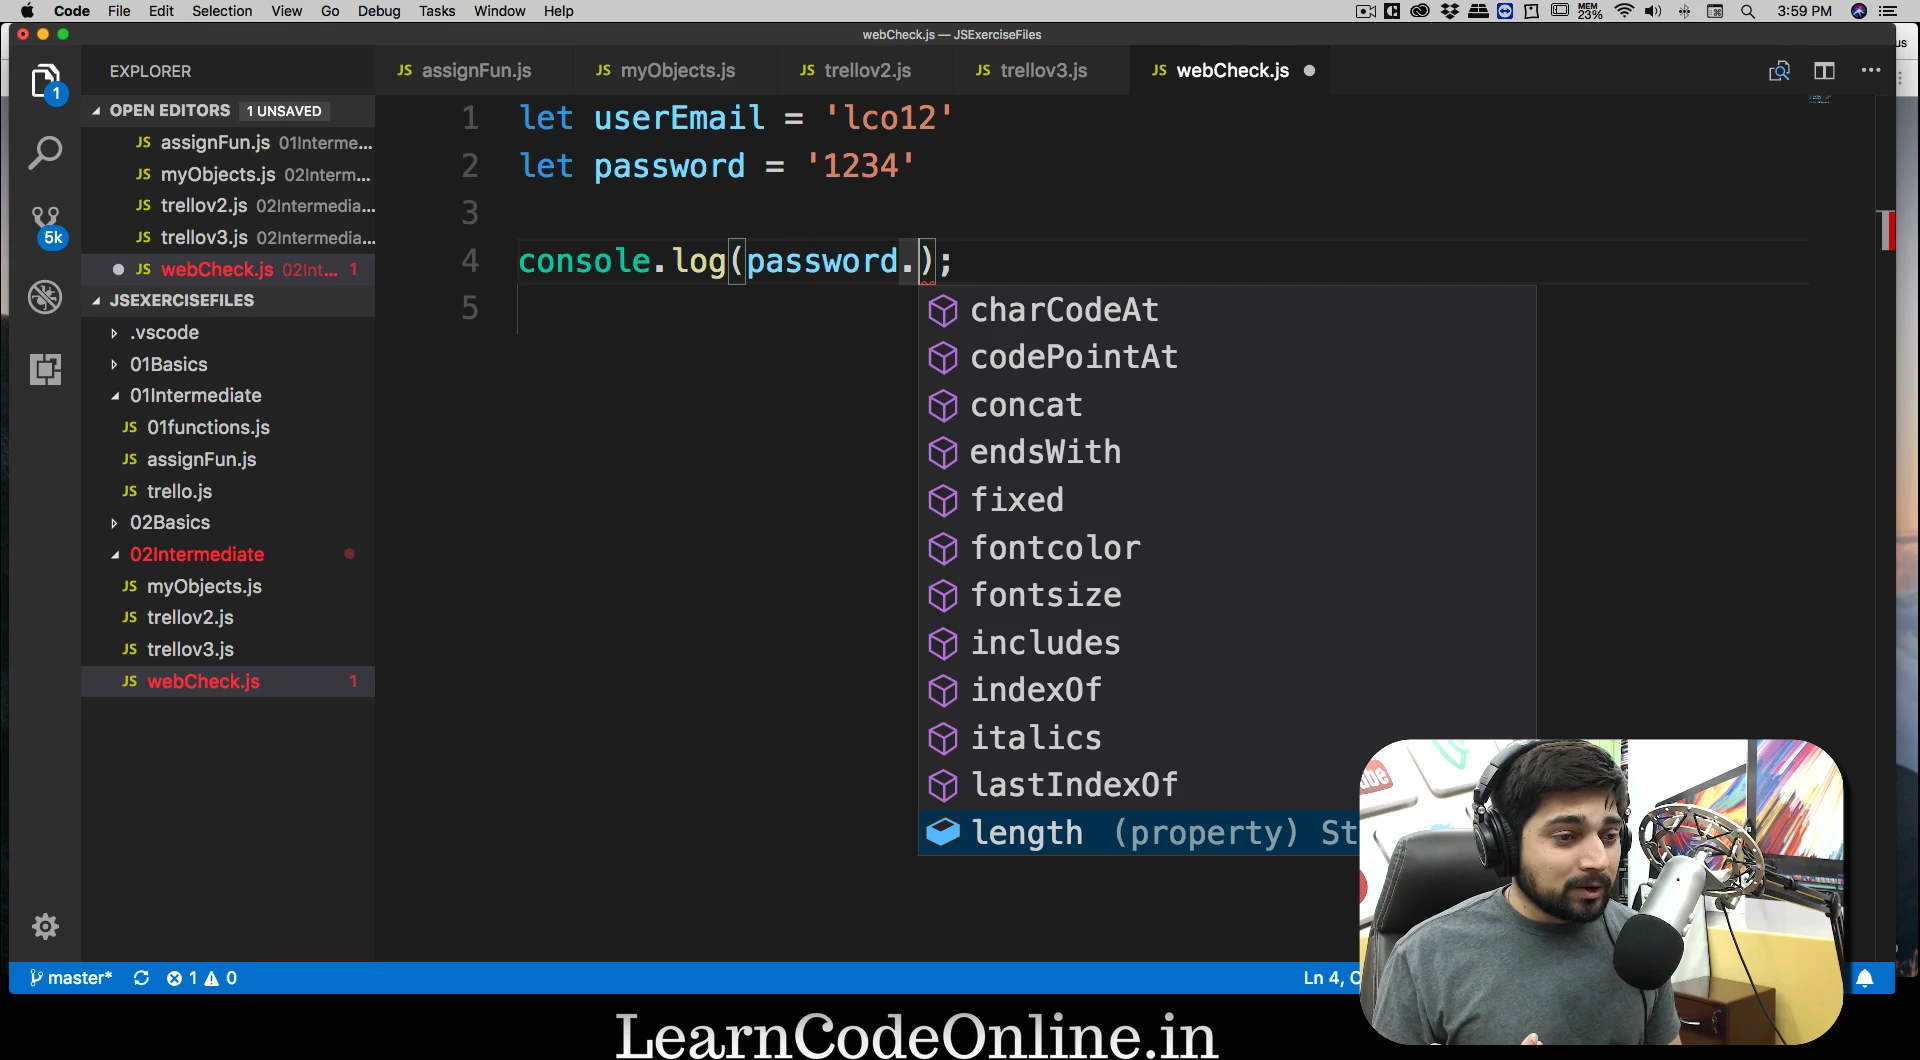 Code File Edit Selection View Go Debug Tasks Window Help
MEM 23% 3:59 PM
webCheck.js — JSExerciseFiles
us
EXPLORER
JS assignFun.js JS myObjects.js JS trellov2.js JS trellov3.js JS webCheck.js
1
OPEN EDITORS 1 UNSAVED
JS assignFun.js 01Interme...
JS myObjects.js 02Interm...
JS trellov2.js 02Intermedia...
JS trellov3.js 02Intermedia...
JS webCheck.js 02Int... 1
5k
JSEXERCISEFILES
.vscode
01Basics
01Intermediate
JS 01functions.js
JS assignFun.js
JS trello.js
02Basics
02Intermediate
JS myObjects.js
JS trellov2.js
JS trellov3.js
JS webCheck.js 1
1 let userEmail = 'lco12'
2 let password = '1234'
3
4 console.log(password.);
5
charCodeAt
codePointAt
concat
endsWith
fixed
fontcolor
fontsize
includes
indexOf
italics
lastIndexOf
length (property) St
master* 1 0
Ln 4, C
LearnCodeOnline.in